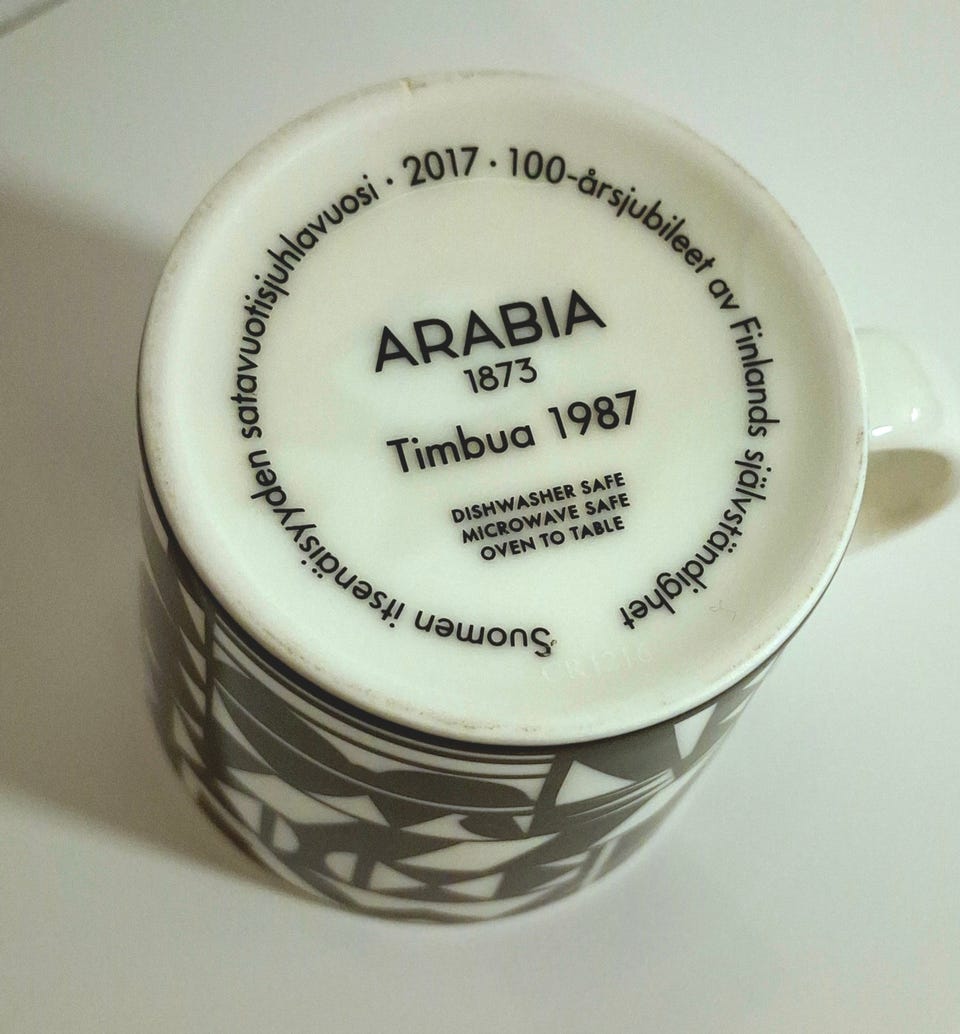 Suomen itsenäisyyden satavuotisjuhlavuosi · 2017 · 100-årsjubileet av Finlands självständighet
ARABIA
1873
Timbua 1987
DISHWASHER SAFE
MICROWAVE SAFE
OVEN TO TABLE